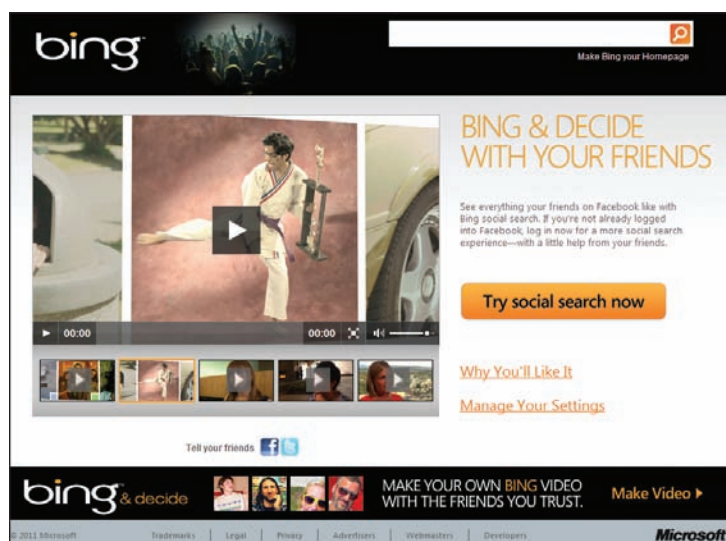 bing
Make Bing your Homepage
BING & DECIDE
WITH YOUR FRIENDS
See everything your friends on Facebook like with
Bing social search. If you're not already logged
into Facebook, log in now for a more social search
experience—with a little help from your friends.
Try social search now
00:00 00:00
Why You'll Like It
Manage Your Settings
Tell your friends
bing & decide
MAKE YOUR OWN BING VIDEO
WITH THE FRIENDS YOU TRUST.
Make Video
© 2011 Microsoft Trademarks Legal Privacy Advertisers Webmasters Developers Microsoft